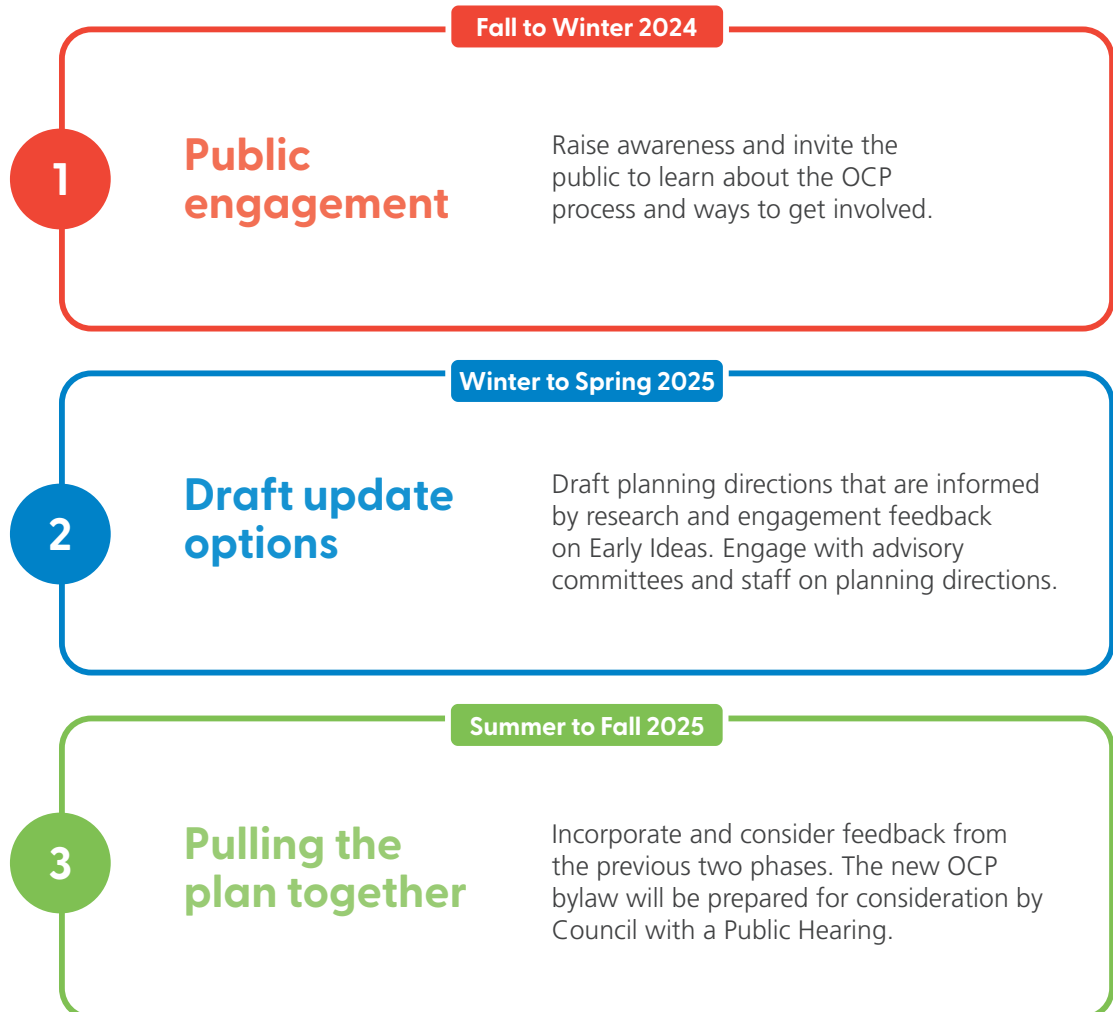 Fall to Winter 2024
1
Public
engagement
Raise awareness and invite the
public to learn about the OCP
process and ways to get involved.
Winter to Spring 2025
2
Draft update
options
Draft planning directions that are informed
by research and engagement feedback
on Early Ideas. Engage with advisory
committees and staff on planning directions.
Summer to Fall 2025
3
Pulling the
plan together
Incorporate and consider feedback from
the previous two phases. The new OCP
bylaw will be prepared for consideration by
Council with a Public Hearing.